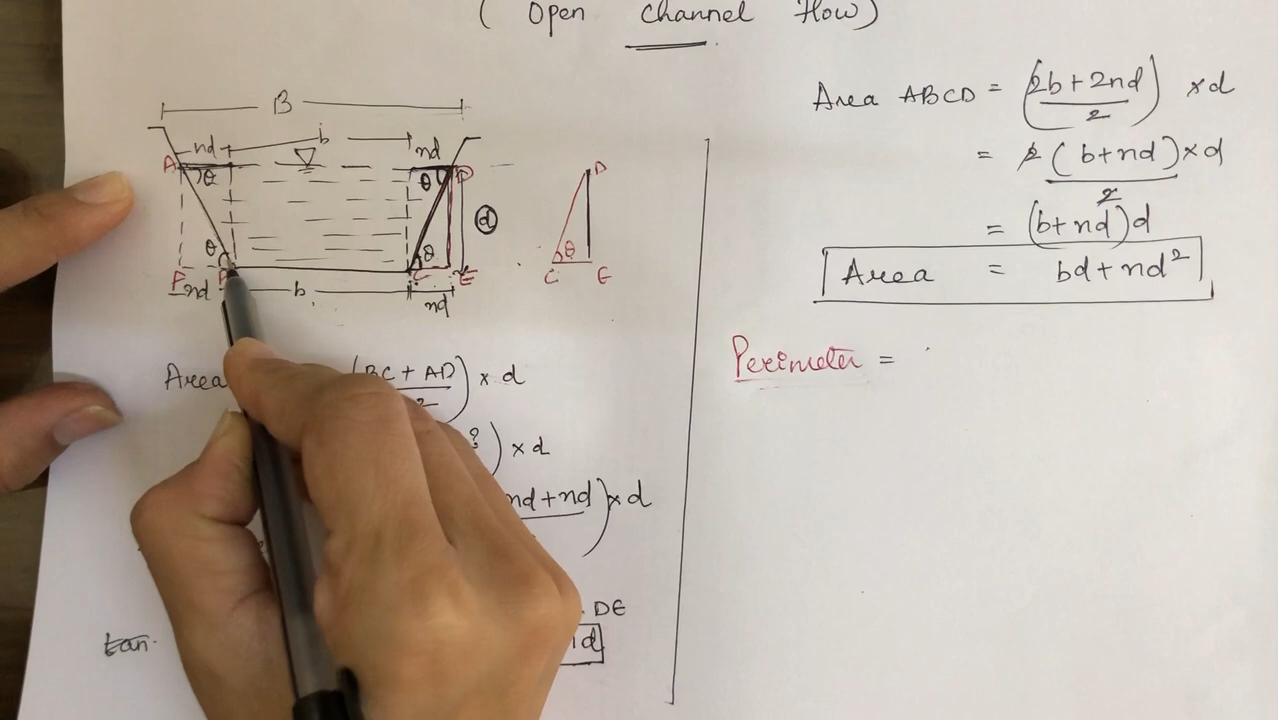 ( Open Channel Flow )
B
nd b nd
A θ θ D
d
θ θ
F C E
nd b nd
D
θ
C E
Area BC + AD × d
2
? ) × d
nd + nd ) × d
DE
d
tan
Area ABCD = ( 2b + 2nd ) × d
2
= 2 ( b + nd ) × d
2
= ( b + nd ) d
Area = bd + nd²
Perimeter =